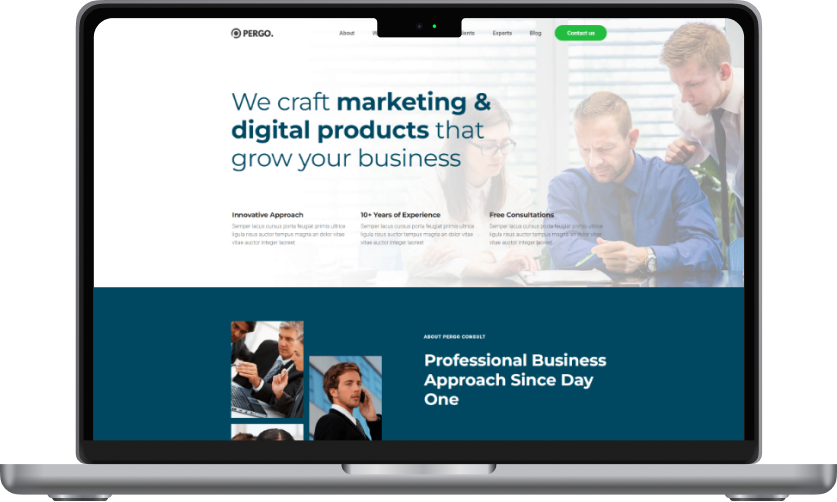 PERGO.
About
Experts
Blog
Contact us
We craft marketing &
digital products that
grow your business
Innovative Approach
10+ Years of Experience
Free Consultations
Semper lacus cursus porta feugiat primis ultrice
ligula risus auctor tempus magna an dolor vitae
vitae auctor integer laoreet
Semper lacus cursus porta feugiat primis ultrice
ligula risus auctor tempus magna an dolor vitae
vitae auctor integer laoreet
Semper lacus cursus porta feugiat primis ultrice
ligula risus auctor tempus magna an dolor vitae
vitae auctor integer laoreet
ABOUT PERGO CONSULT
Professional Business
Approach Since Day
One